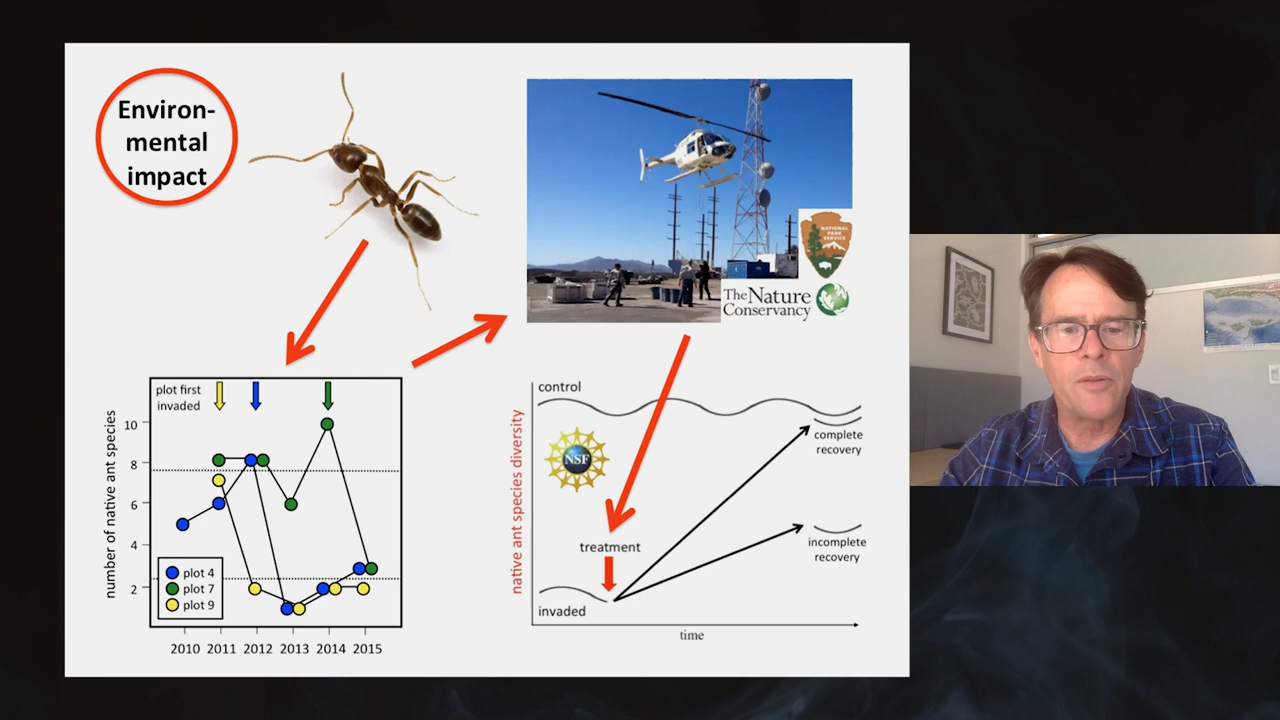 Environ-
mental
impact
NATIONAL
PARK
SERVICE
The Nature
Conservancy
plot first
invaded
number of native ant species
10
8
6
4
2
plot 4
plot 7
plot 9
2010 2011 2012 2013 2014 2015
native ant species diversity
control
NSF
complete
recovery
treatment
incomplete
recovery
invaded
time